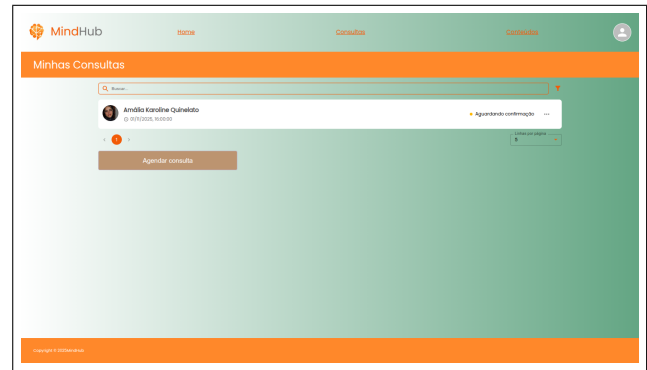 MindHub
Home
Consultas
Conteúdos
Minhas Consultas
Buscar...
Amália Karoline Quinelato
01/11/2025, 16:00:00
Aguardando confirmação
...
< 1 >
Linhas por página
Agendar consulta
copyright © 2025MindHub